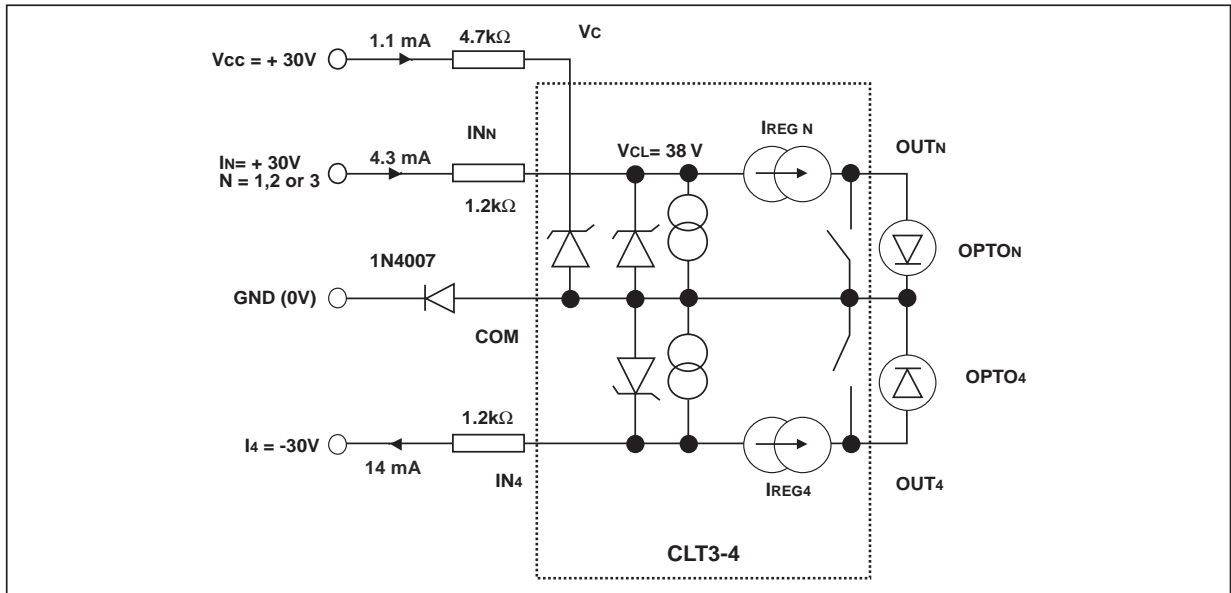 1.1 mA
4.7kΩ
VC
Vcc = + 30V
IREG N
INN
OUTN
VCL= 38 V
IN= + 30V
N = 1,2 or 3
4.3 mA
1.2kΩ
1N4007
OPTON
GND (0V)
COM
OPTO4
1.2kΩ
I4 = -30V
14 mA
IN4
IREG4
OUT4
CLT3-4